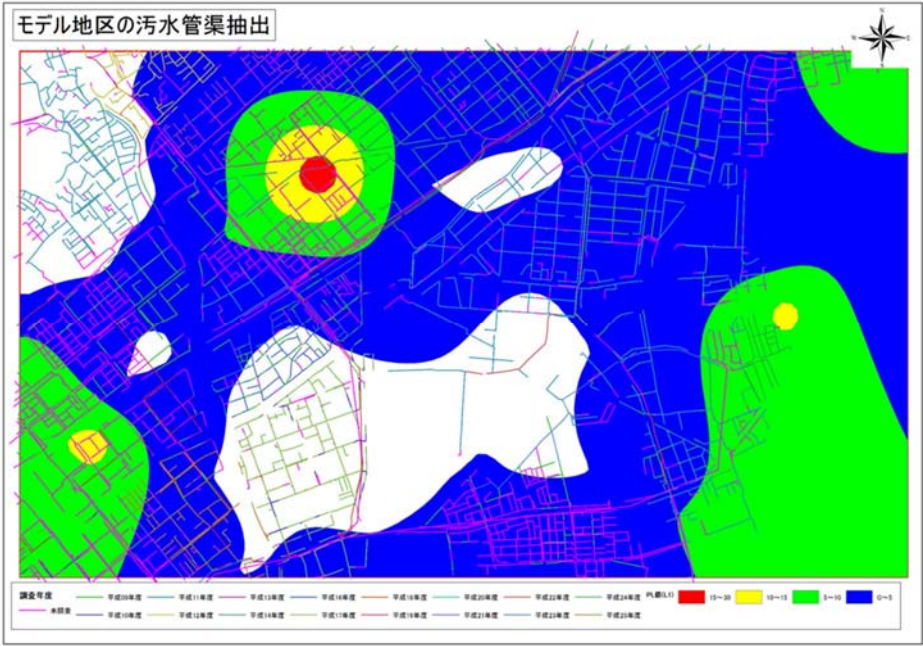 モデル地区の汚水管渠抽出
N
W E
S
調査年度
平成09年度 平成11年度 平成13年度 平成16年度 平成18年度 平成20年度 平成22年度 平成24年度 PL値(L1) 15～20 10～15 5～10 0～5
未調査 平成10年度 平成12年度 平成14年度 平成17年度 平成19年度 平成21年度 平成23年度 平成25年度